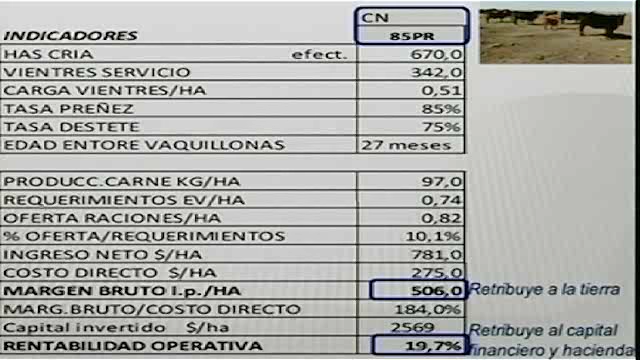 CN
INDICADORES 85PR
HAS CRIA efect. 670,0
VIENTRES SERVICIO 342,0
CARGA VIENTRES/HA 0,51
TASA PREÑEZ 85%
TASA DESTETE 75%
EDAD ENTORE VAQUILLONAS 27 meses
PRODUCC.CARNE KG/HA 97,0
REQUERIMIENTOS EV/HA 0,74
OFERTA RACIONES/HA 0,82
% OFERTA/REQUERIMIENTOS 10,1%
INGRESO NETO $/HA 781,0
COSTO DIRECTO $/HA 275,0
MARGEN BRUTO I.p./HA 506,0 Retribuye a la tierra
MARG.BRUTO/COSTO DIRECTO 184,0%
Capital invertido $/ha 2569 Retribuye al capital
RENTABILIDAD OPERATIVA 19,7% financiero y hacienda